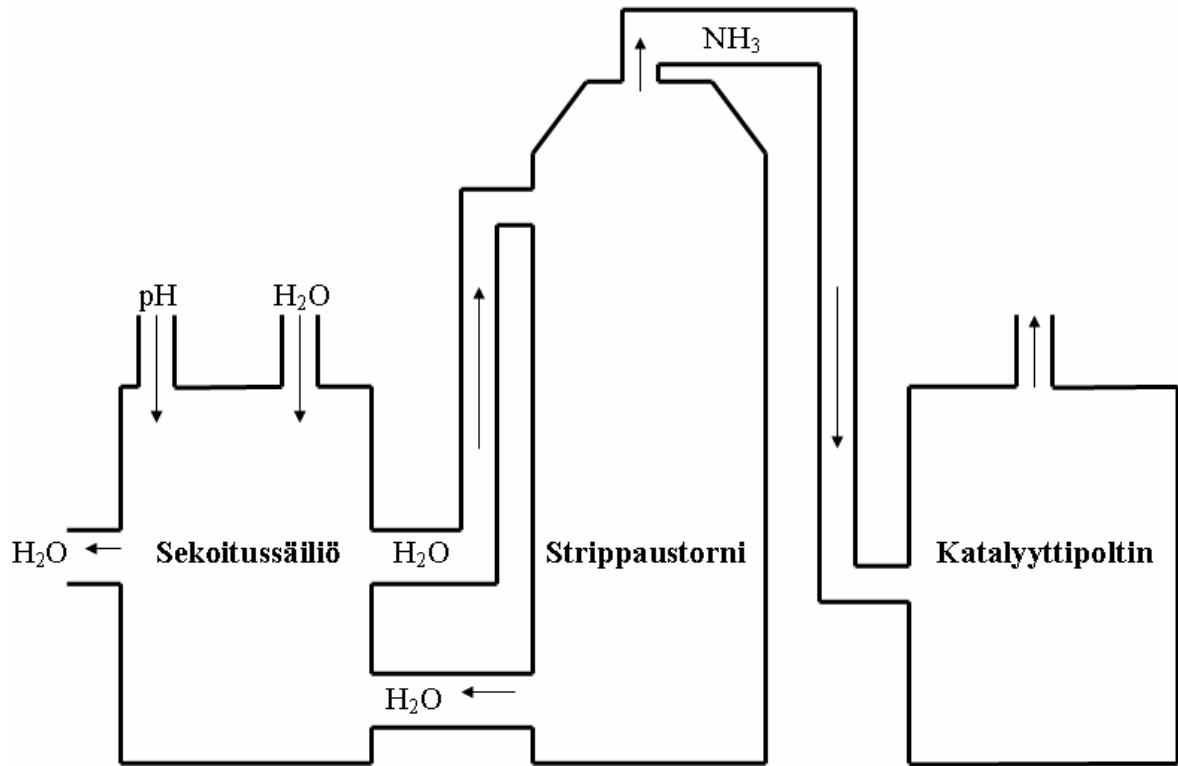 NH₃
pH
H₂O
H₂O
Sekoitussäiliö
H₂O
Strippaustorni
Katalyyttipoltin
H₂O